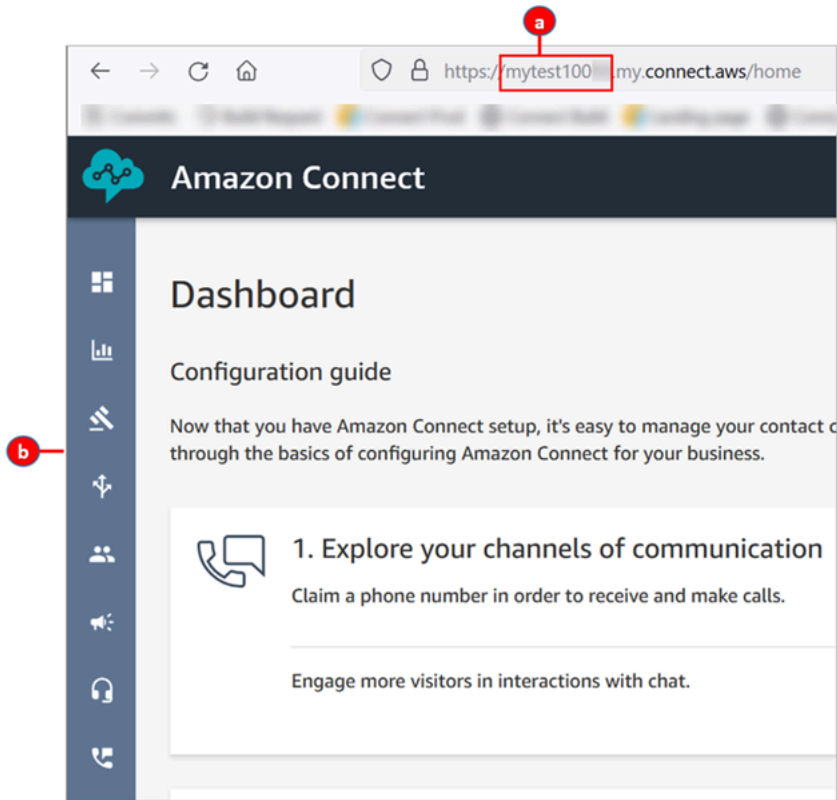 a
https://mytest100 .my.connect.aws/home
Amazon Connect
Dashboard
Configuration guide
Now that you have Amazon Connect setup, it's easy to manage your contact c
b
through the basics of configuring Amazon Connect for your business.
1. Explore your channels of communication
Claim a phone number in order to receive and make calls.
Engage more visitors in interactions with chat.